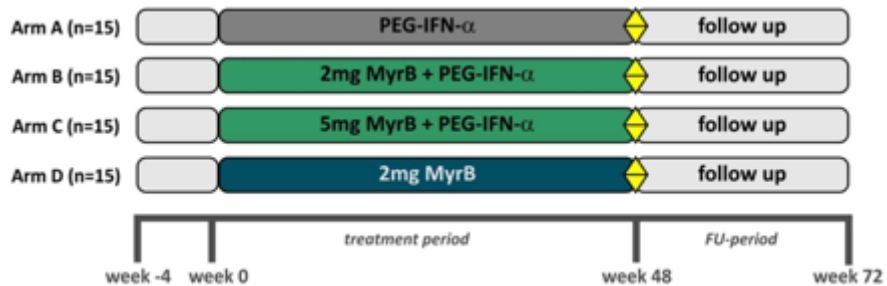 Arm A (n=15) PEG-IFN-α follow up
Arm B (n=15) 2mg MyrB + PEG-IFN-α follow up
Arm C (n=15) 5mg MyrB + PEG-IFN-α follow up
Arm D (n=15) 2mg MyrB follow up
treatment period FU-period
week -4 week 0 week 48 week 72